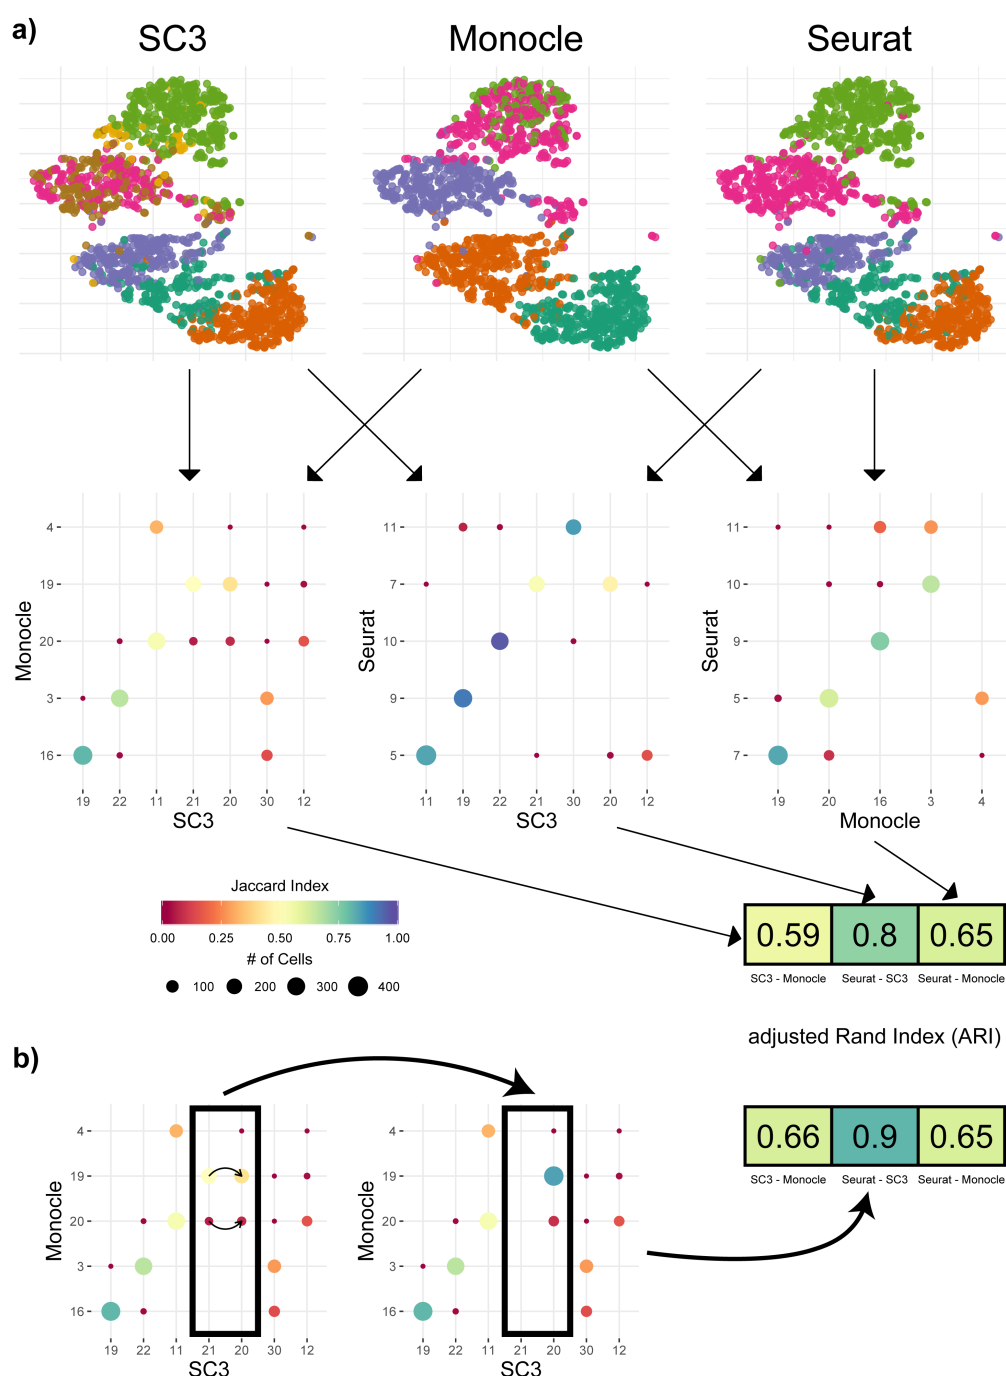 a)
SC3 Monocle Seurat
4
19
20
3
16
Monocle
19 22 11 21 20 30 12
SC3
11
7
10
9
5
Seurat
11 19 22 21 30 20 12
SC3
11
10
9
5
7
Seurat
19 20 16 3 4
Monocle
Jaccard Index
0.00 0.25 0.50 0.75 1.00
# of Cells
100 200 300 400
0.59 0.8 0.65
SC3 - Monocle Seurat - SC3 Seurat - Monocle
adjusted Rand Index (ARI)
b)
4
19
20
3
16
Monocle
19 22 11 21 20 30 12
SC3
4
19
20
3
16
Monocle
19 22 11 21 20 30 12
SC3
0.66 0.9 0.65
SC3 - Monocle Seurat - SC3 Seurat - Monocle